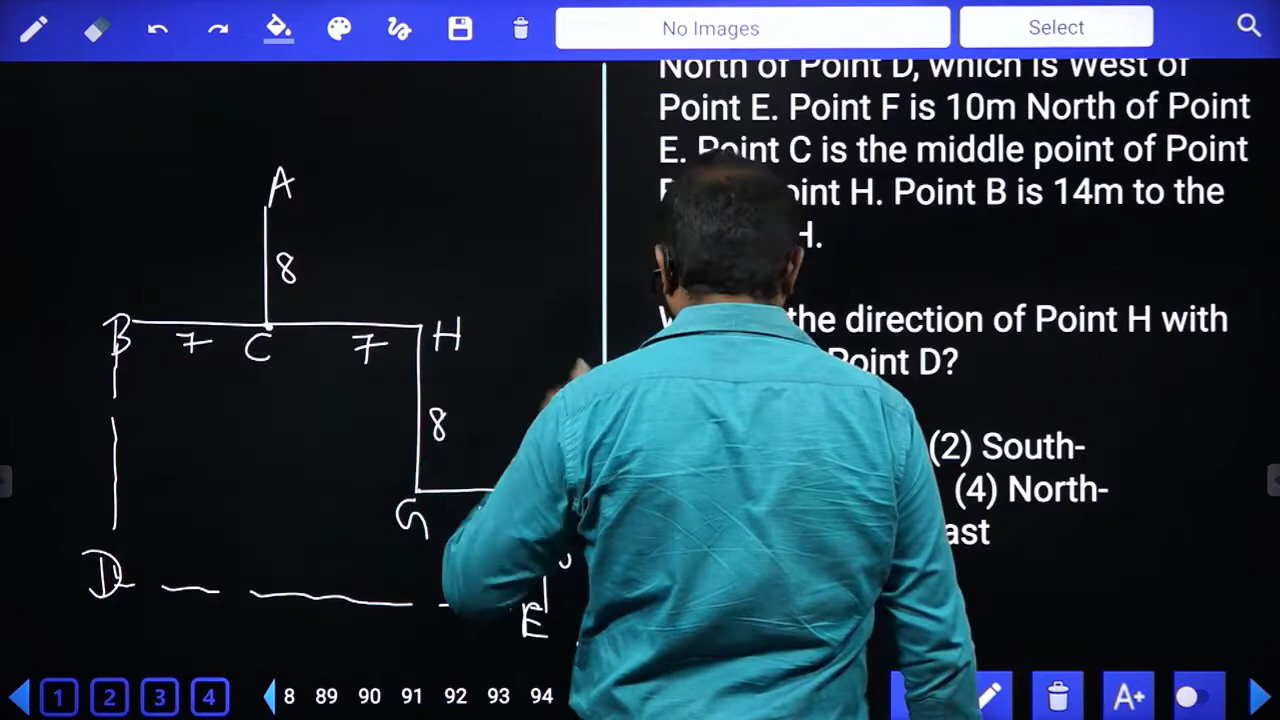 No Images
Select
North of Point D, which is West of
Point E. Point F is 10m North of Point
E. Point C is the middle point of Point
Point H. Point B is 14m to the
H.
the direction of Point H with
Point D?
(2) South-
(4) North-
A
8
B 7 C 7 H
8
G
D
E
1 2 3 4 8 89 90 91 92 93 94
A+